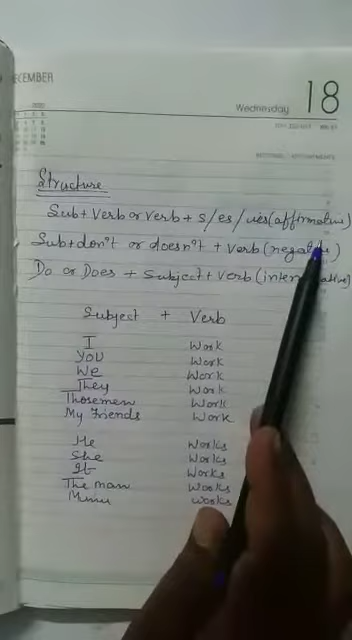 DECEMBER
Wednesday 18
Structure
Sub + Verb or verb + s/es/ies (affirmative)
Sub + don't or doesn't + verb (negative)
Do or Does + Subject + Verb
Subject + Verb
I Work
You Work
We Work
They Work
Those men Work
My Friends Work
He Works
She Works
It Works
The man Works
Minu Works